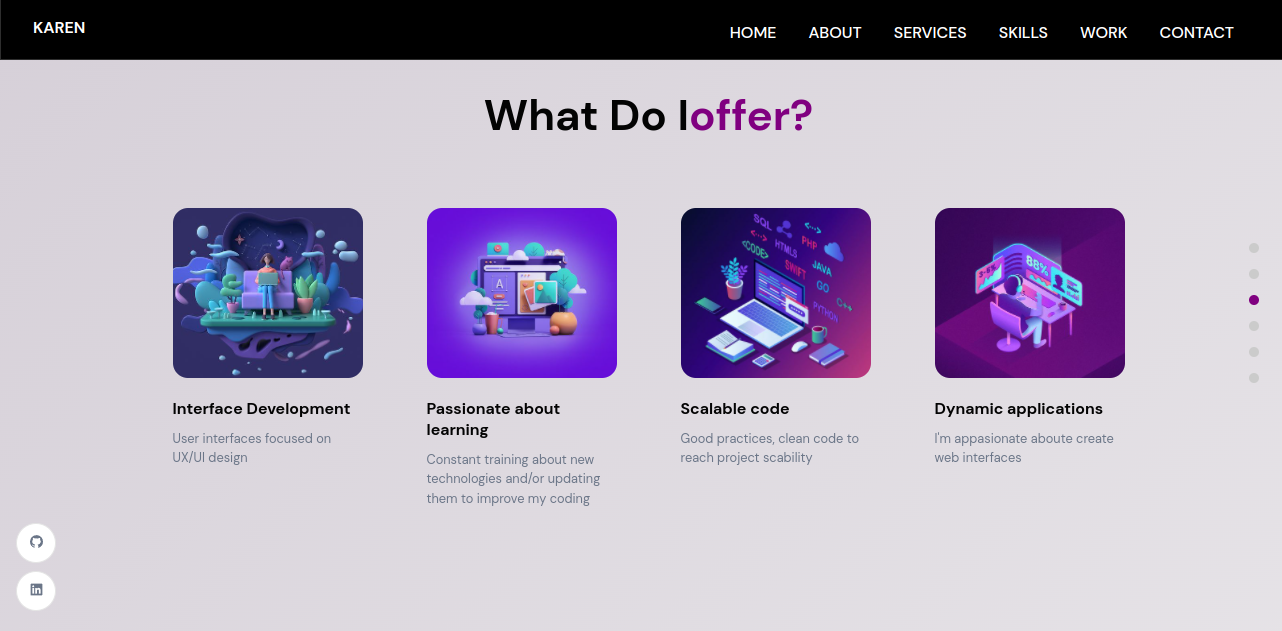 KAREN
HOME ABOUT SERVICES SKILLS WORK CONTACT
What Do Ioffer?
A
SQL
<-->
<-->
PHP
HTML5
<CODE>
SWIFT
JAVA
GO
C++
PYTHON
88%
Interface Development
User interfaces focused on
UX/UI design
Passionate about
learning
Constant training about new
technologies and/or updating
them to improve my coding
Scalable code
Good practices, clean code to
reach project scability
Dynamic applications
I'm appasionate aboute create
web interfaces